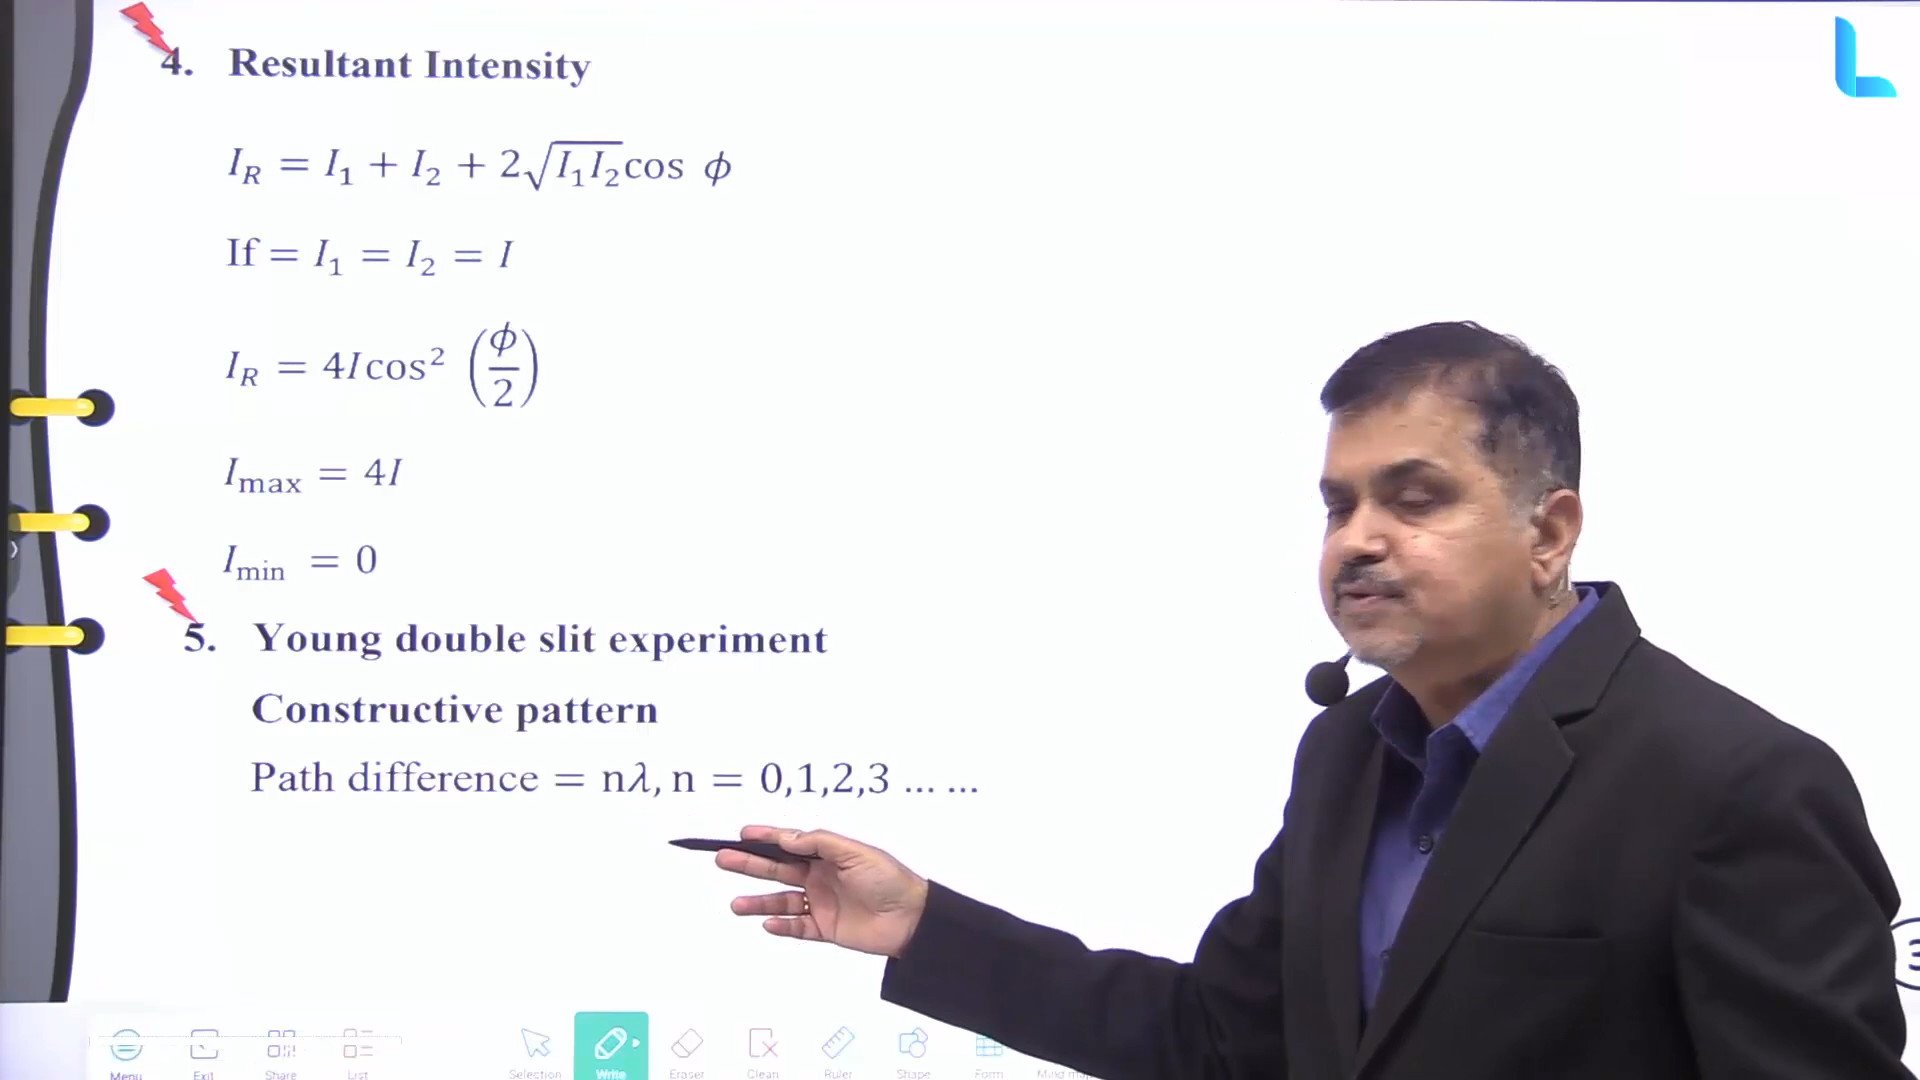 4. Resultant Intensity
I_R = I_1 + I_2 + 2√(I_1 I_2) cos ϕ
If = I_1 = I_2 = I
I_R = 4I cos² (ϕ/2)
I_max = 4I
I_min = 0
5. Young double slit experiment
Constructive pattern
Path difference = nλ, n = 0,1,2,3 ... ...
Menu Exit Share List Selection Write Eraser Clean Ruler Shape Form